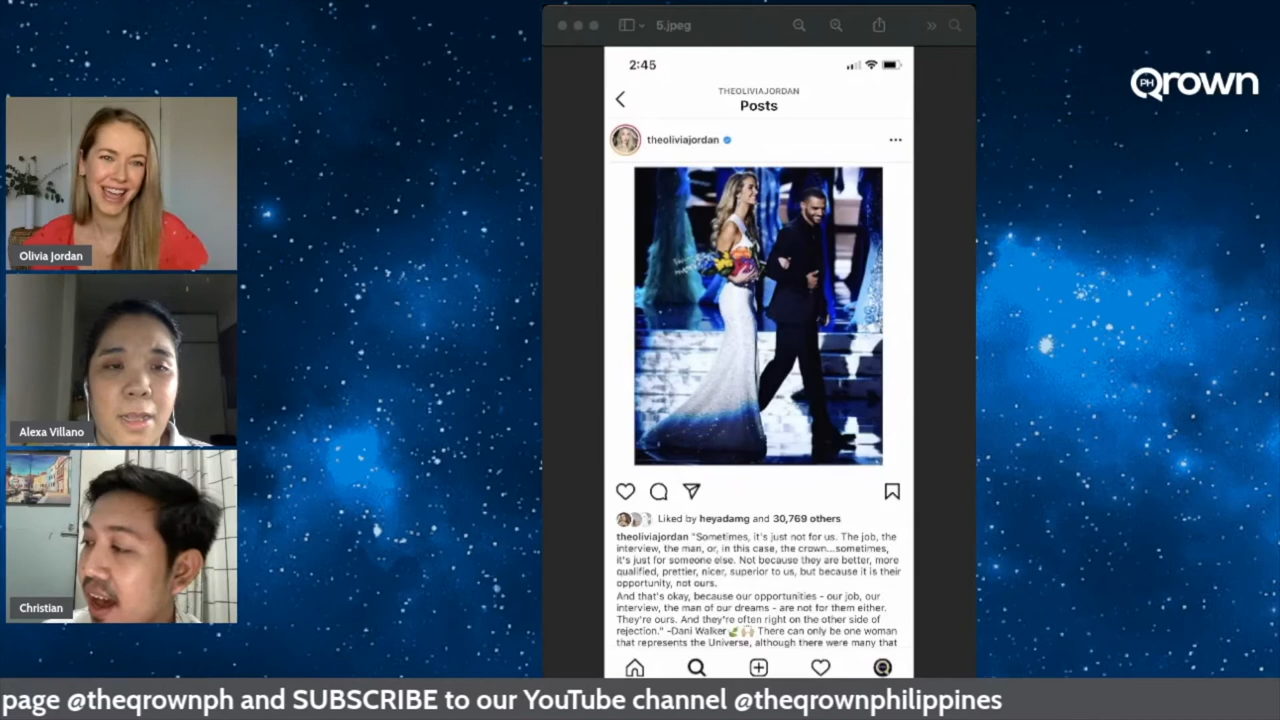 5.jpeg
2:45
THEOLIVIAJORDAN
Posts
theoliviajordan
PH
Qrown
Olivia Jordan
Alexa Villano
Christian
Liked by heyadamg and 30,769 others
theoliviajordan "Sometimes, it's just not for us. The job, the
interview, the man, or, in this case, the crown...sometimes,
it's just for someone else. Not because they are better, more
qualified, prettier, nicer, superior to us, but because it is their
opportunity, not ours.
And that's okay, because our opportunities - our job, our
interview, the man of our dreams - are not for them either.
They're ours. And they're often right on the other side of
rejection." -Dani Walker🌿🙌🏼 There can only be one woman
that represents the Universe, although there were many that
page @theqrownph and SUBSCRIBE to our YouTube channel @theqrownphilippines